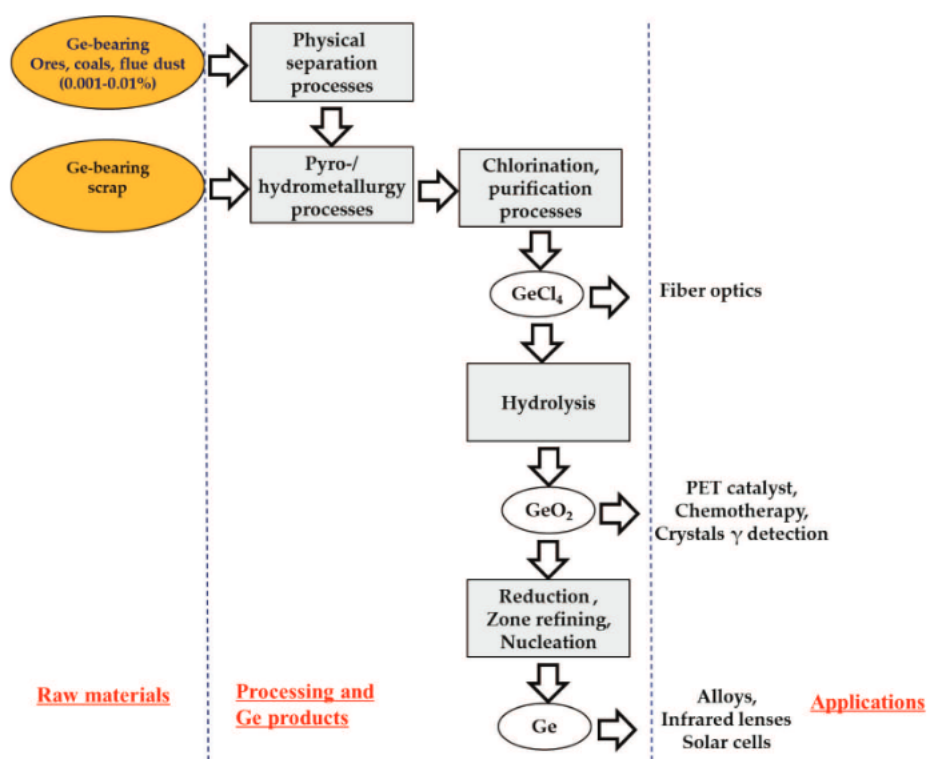 Ge-bearing
Ores, coals, flue dust
(0.001-0.01%)
Physical
separation
processes
Ge-bearing
scrap
Pyro-/
hydrometallurgy
processes
Chlorination,
purification
processes
GeCl₄
Fiber optics
Hydrolysis
GeO₂
PET catalyst,
Chemotherapy,
Crystals γ detection
Reduction ,
Zone refining,
Nucleation
Raw materials
Processing and
Ge products
Ge
Alloys,
Infrared lenses
Solar cells
Applications